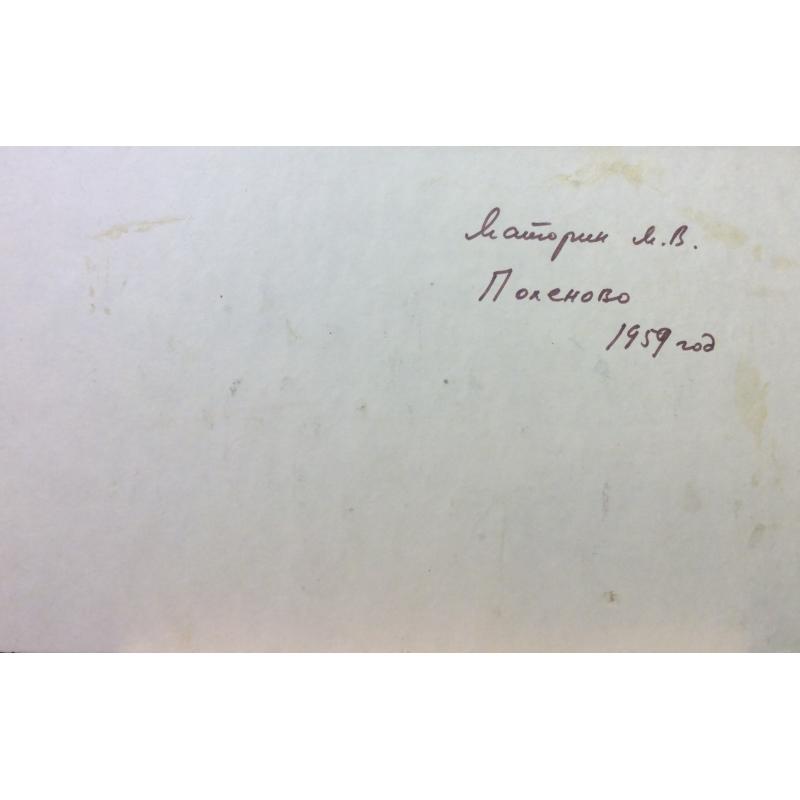 Маторин М.В.
Поленово
1959 год